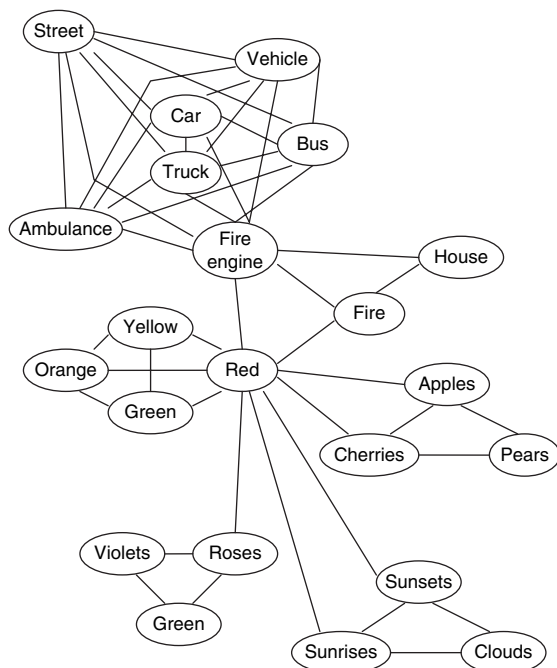 Street
Vehicle
Car
Bus
Truck
Ambulance
Fire
engine
House
Fire
Yellow
Orange
Red
Green
Apples
Cherries
Pears
Violets
Roses
Green
Sunsets
Sunrises
Clouds